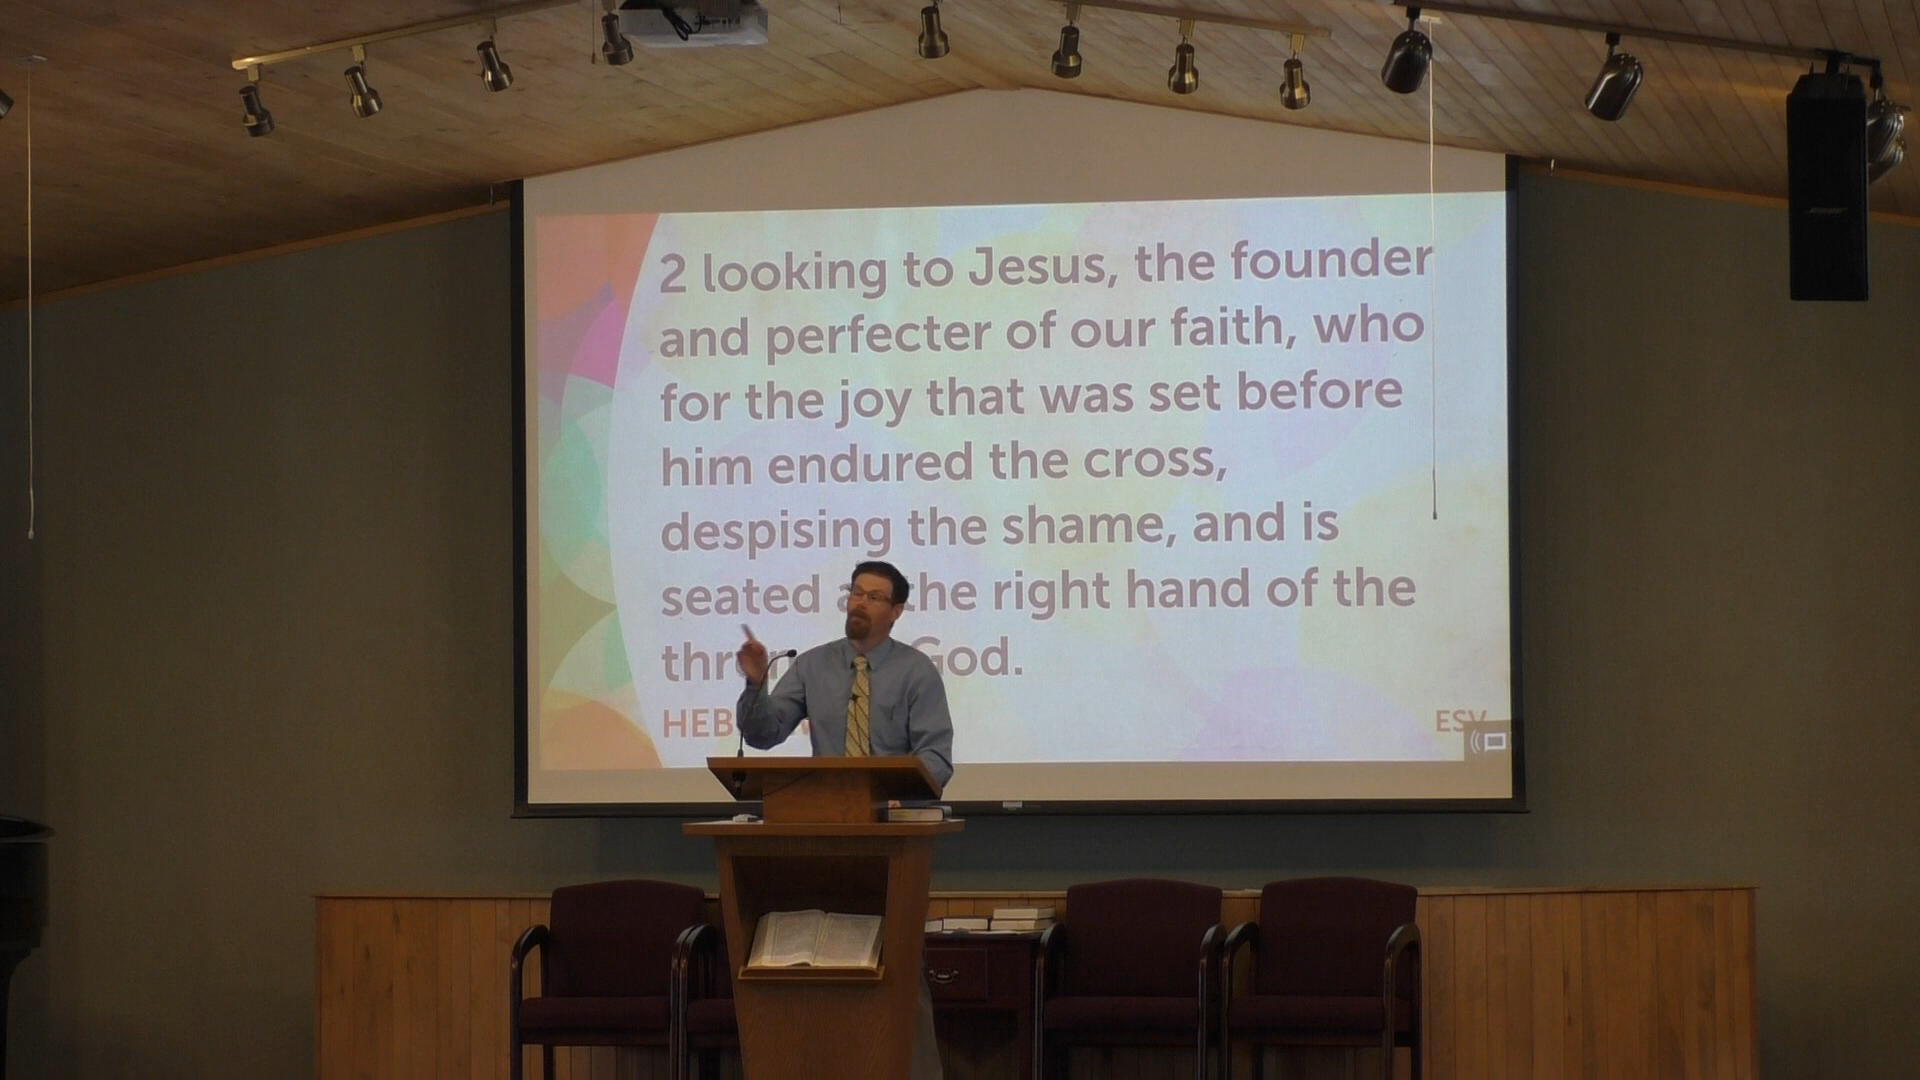 2 looking to Jesus, the founder
and perfecter of our faith, who
for the joy that was set before
him endured the cross,
despising the shame, and is
seated the right hand of the
God.
ESV